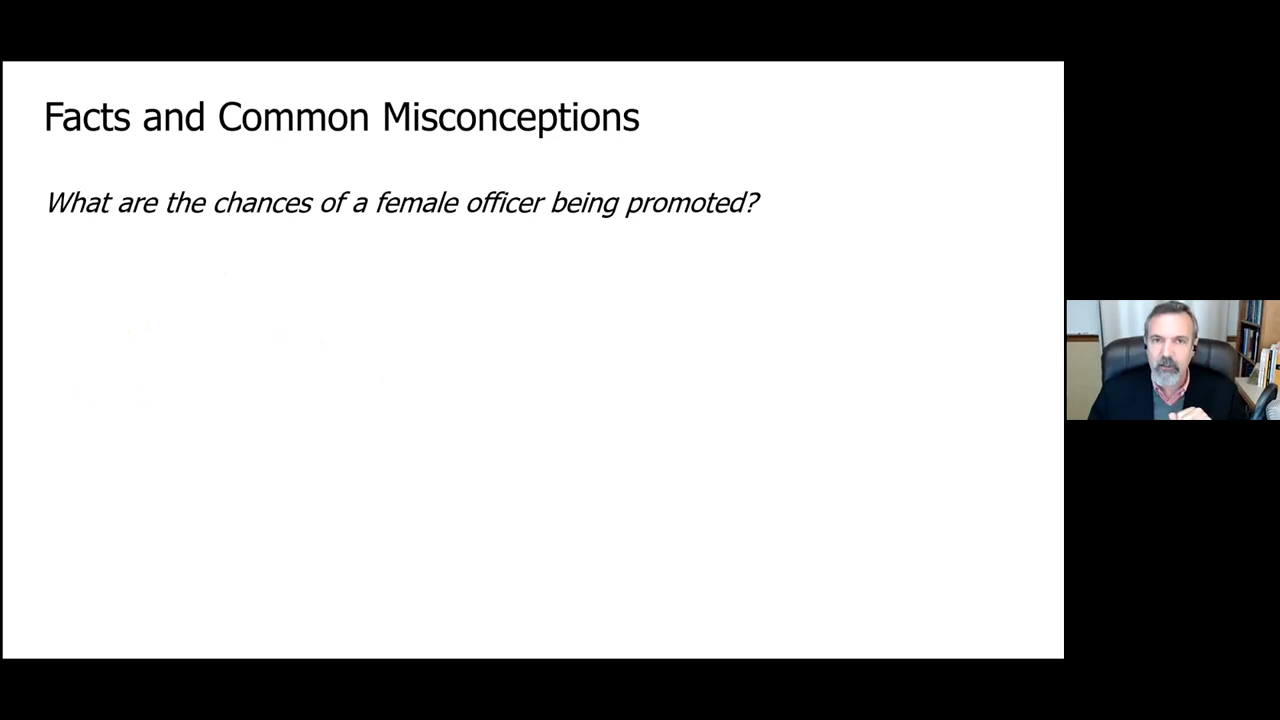 Facts and Common Misconceptions
What are the chances of a female officer being promoted?